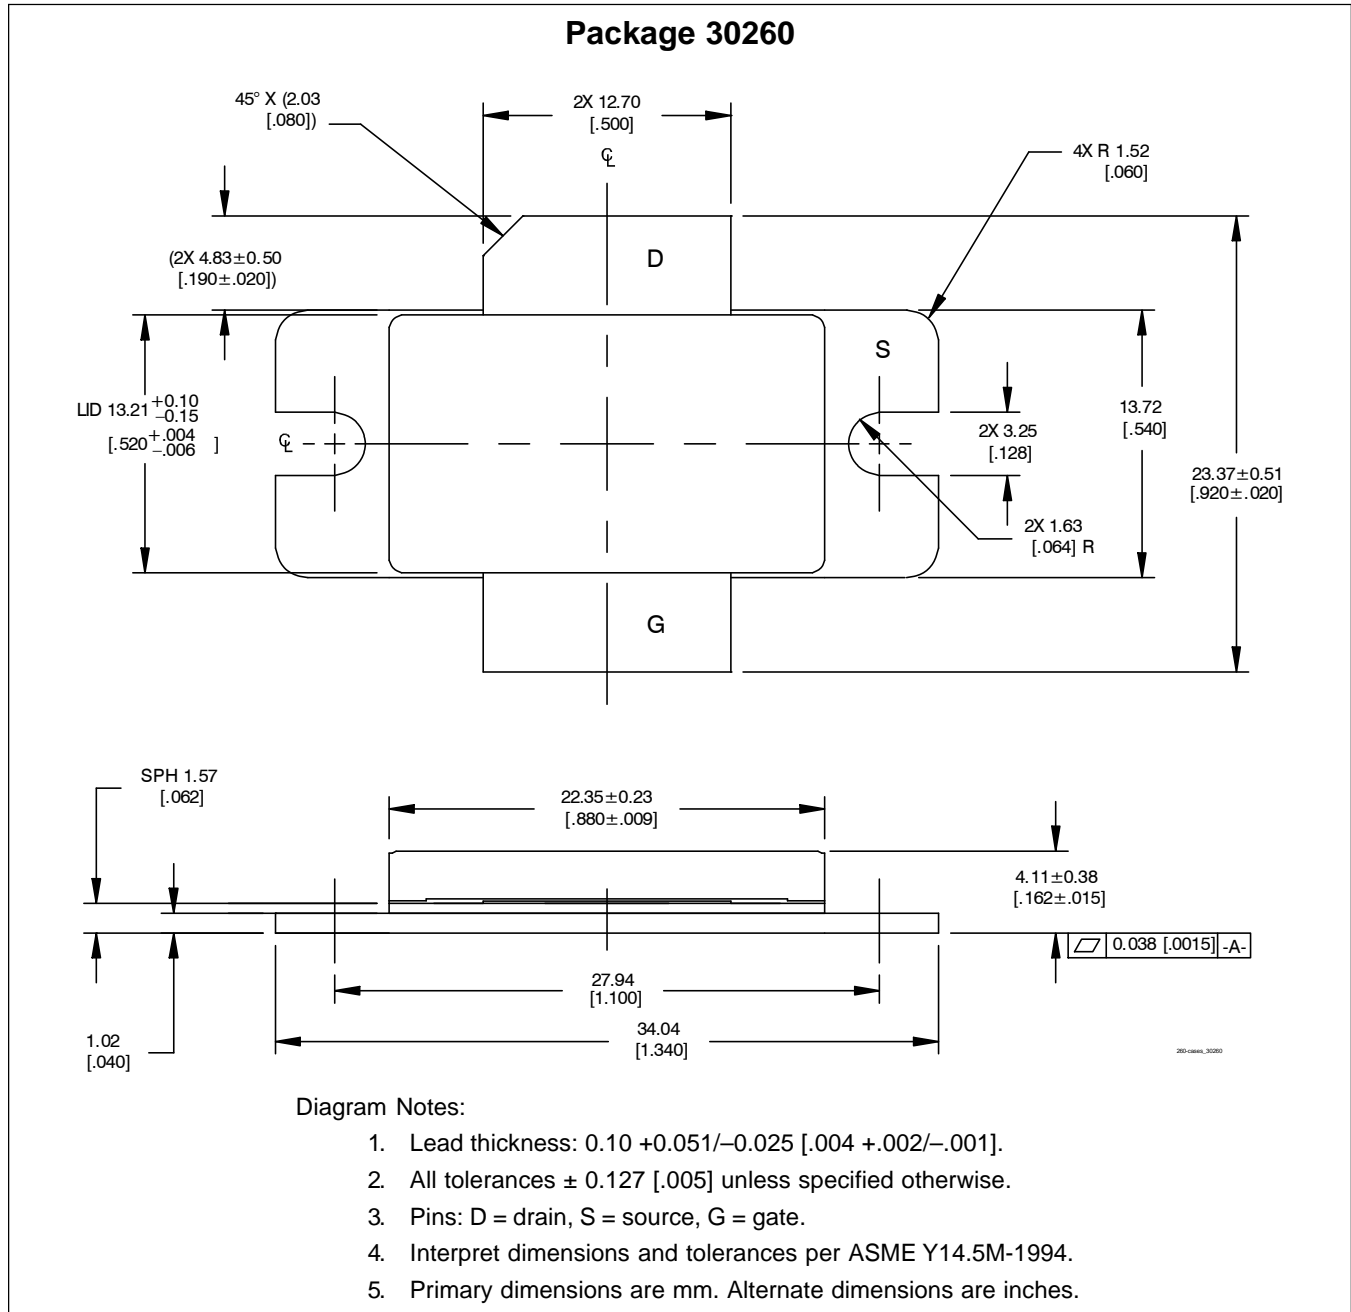 Package 30260
45° X (2.03
[.080])
2X 12.70
[.500]
℄
4X R 1.52
[.060]
(2X 4.83±0.50
[.190±.020])
D
S
LID 13.21 +0.10
–0.15
[.520 +.004
–.006 ]
℄
2X 3.25
[.128]
13.72
[.540]
23.37±0.51
[.920±.020]
2X 1.63
[.064] R
G
SPH 1.57
[.062]
22.35±0.23
[.880±.009]
4.11±0.38
[.162±.015]
0.038 [.0015] -A-
27.94
[1.100]
1.02
[.040]
34.04
[1.340]
260-cases_30260
Diagram Notes:
1. Lead thickness: 0.10 +0.051/–0.025 [.004 +.002/–.001].
2. All tolerances ± 0.127 [.005] unless specified otherwise.
3. Pins: D = drain, S = source, G = gate.
4. Interpret dimensions and tolerances per ASME Y14.5M-1994.
5. Primary dimensions are mm. Alternate dimensions are inches.